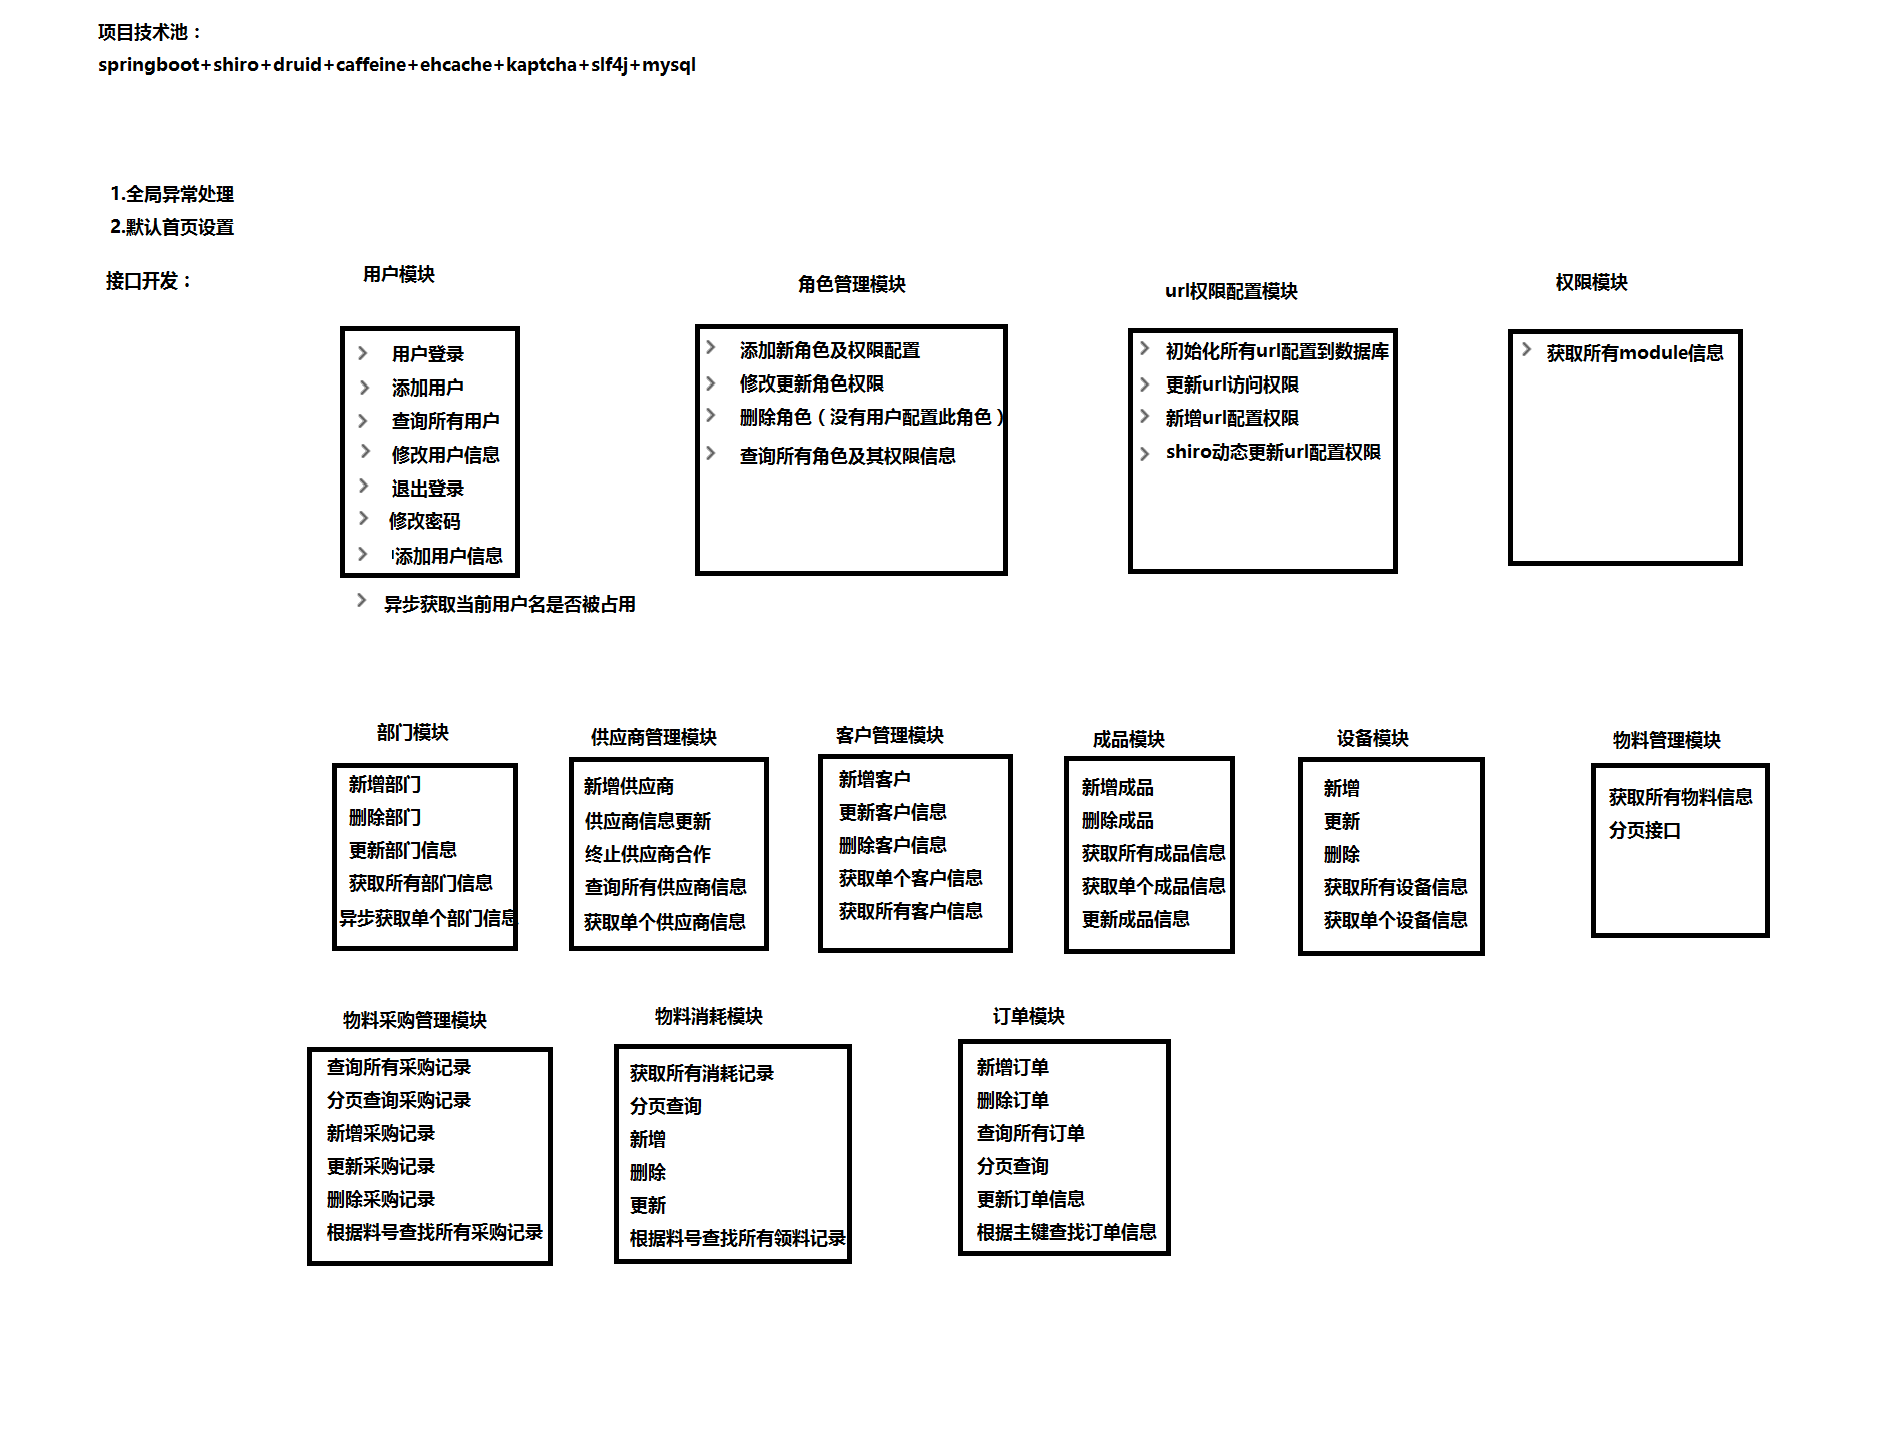 项目技术池：
springboot+shiro+druid+caffeine+ehcache+kaptcha+slf4j+mysql
1.全局异常处理
2.默认首页设置
接口开发：
用户模块
用户登录
添加用户
查询所有用户
修改用户信息
退出登录
修改密码
添加用户信息
异步获取当前用户名是否被占用
角色管理模块
添加新角色及权限配置
修改更新角色权限
删除角色（没有用户配置此角色）
查询所有角色及其权限信息
url权限配置模块
初始化所有url配置到数据库
更新url访问权限
新增url配置权限
shiro动态更新url配置权限
权限模块
获取所有module信息
部门模块
新增部门
删除部门
更新部门信息
获取所有部门信息
异步获取单个部门信息
供应商管理模块
新增供应商
供应商信息更新
终止供应商合作
查询所有供应商信息
获取单个供应商信息
客户管理模块
新增客户
更新客户信息
删除客户信息
获取单个客户信息
获取所有客户信息
成品模块
新增成品
删除成品
获取所有成品信息
获取单个成品信息
更新成品信息
设备模块
新增
更新
删除
获取所有设备信息
获取单个设备信息
物料管理模块
获取所有物料信息
分页接口
物料采购管理模块
查询所有采购记录
分页查询采购记录
新增采购记录
更新采购记录
删除采购记录
根据料号查找所有采购记录
物料消耗模块
获取所有消耗记录
分页查询
新增
删除
更新
根据料号查找所有领料记录
订单模块
新增订单
删除订单
查询所有订单
分页查询
更新订单信息
根据主键查找订单信息